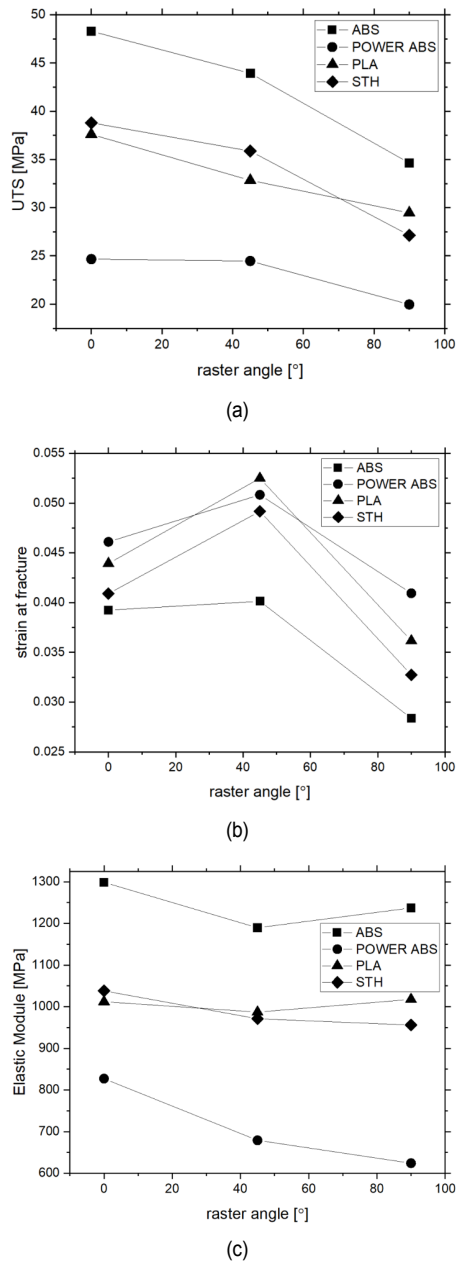 50
45
40
35
30
25
20
UTS [MPa]
ABS
POWER ABS
PLA
STH
0 20 40 60 80 100
raster angle [°]
(a)
0.055
0.050
0.045
0.040
0.035
0.030
0.025
strain at fracture
ABS
POWER ABS
PLA
STH
0 20 40 60 80 100
raster angle [°]
(b)
1300
1200
1100
1000
900
800
700
600
Elastic Module [MPa]
ABS
POWER ABS
PLA
STH
0 20 40 60 80 100
raster angle [°]
(c)